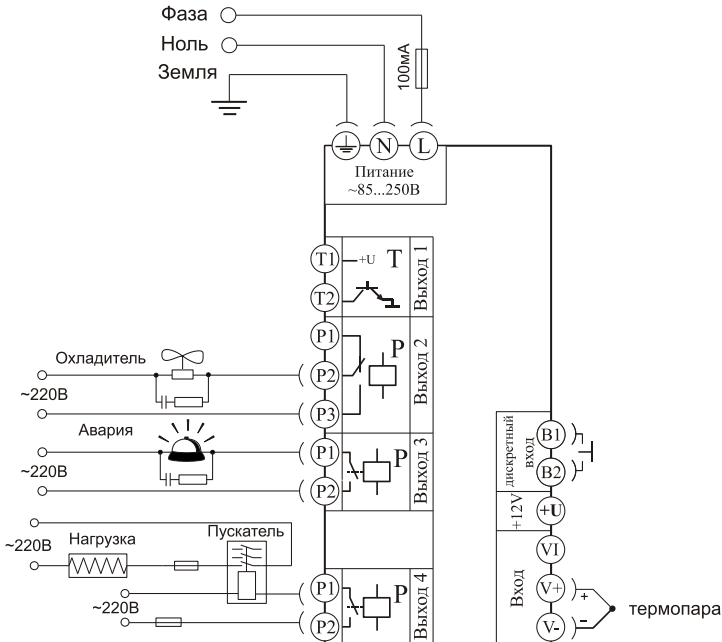 Фаза
Ноль
Земля
100мА
N
L
Питание
~85...250В
T1
+U
T
T2
Выход 1
P1
Охладитель
P2
P
Выход 2
~220В
P3
Авария
P1
P
Выход 3
~220В
P2
B1
дискретный
вход
B2
+12V
+U
VI
Нагрузка
Пускатель
~220В
Вход
V+
+
V-
−
термопара
~220В
P1
P
P2
Выход 4